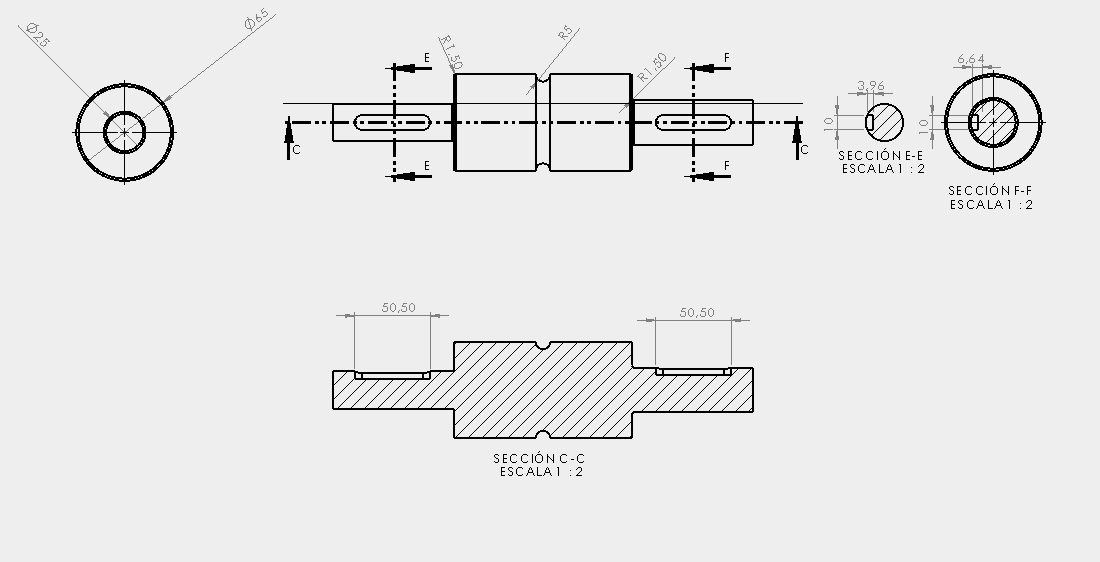 Ø25
Ø65
R1,50
R5
R1,50
E
F
C
C
E
F
3,96
10
SECCIÓN E-E
ESCALA 1 : 2
6,64
10
SECCIÓN F-F
ESCALA 1 : 2
50,50
50,50
SECCIÓN C-C
ESCALA 1 : 2